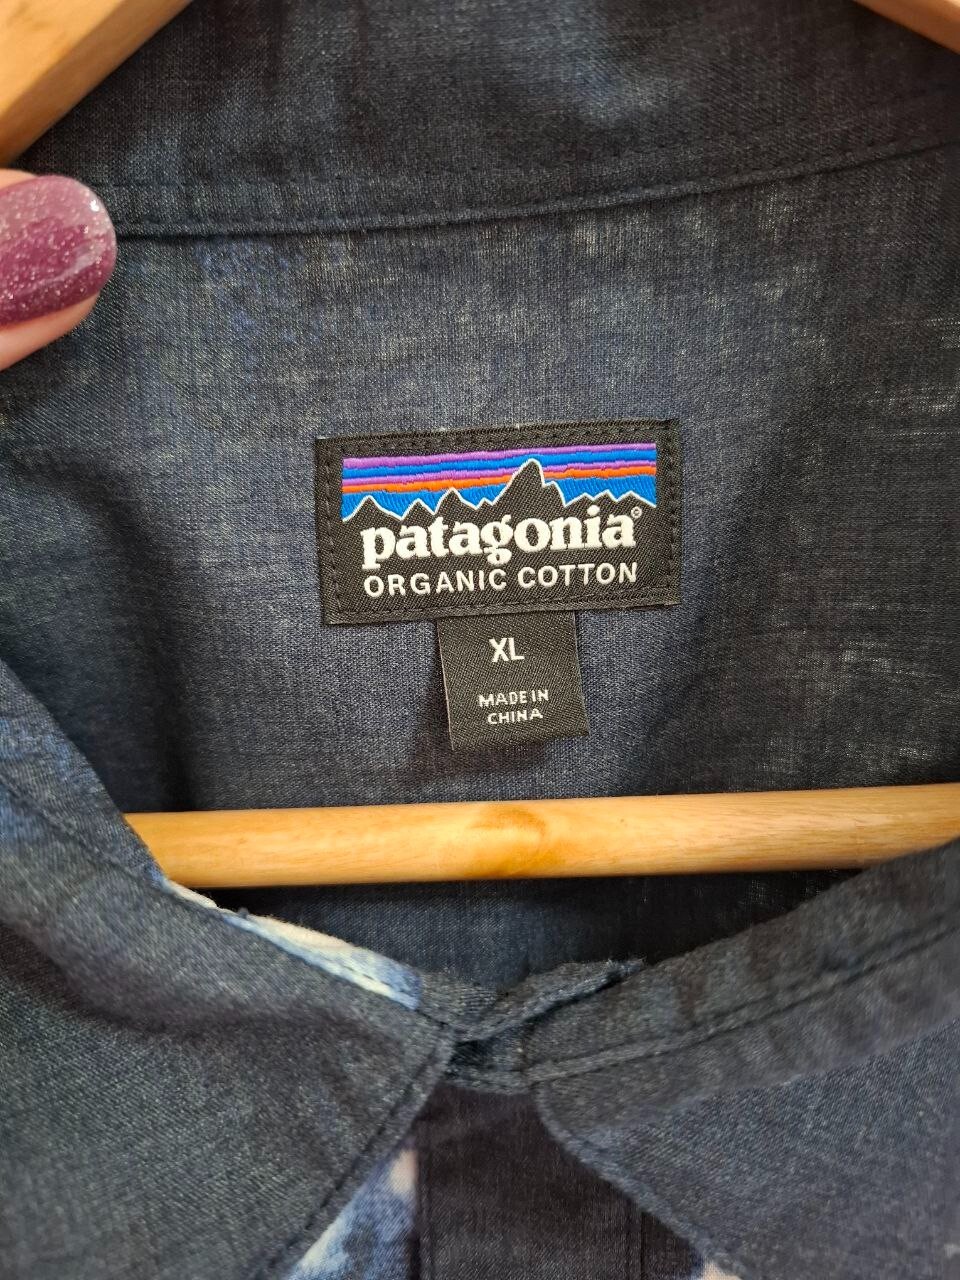 patagonia®
ORGANIC COTTON
XL
MADE IN
CHINA